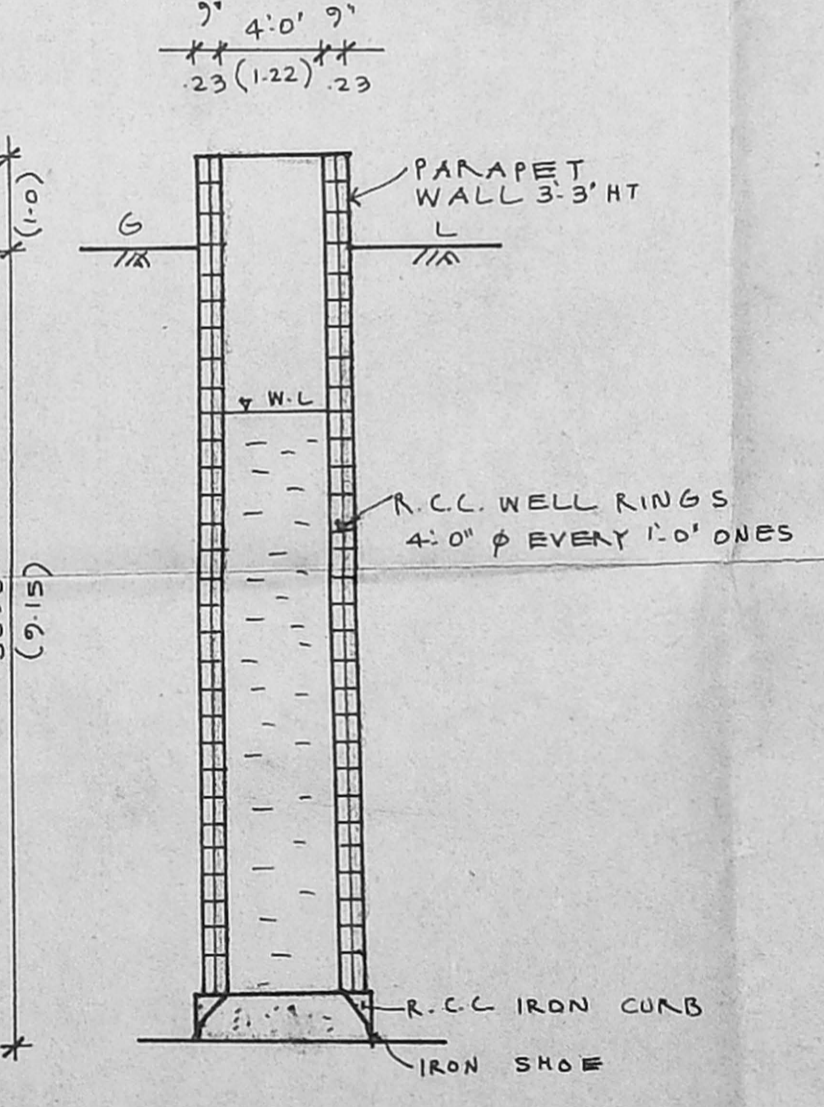 9" 4'-0' 9"
.23 (1.22) .23
(1.0)
PARAPET
WALL 3'-3' HT
G L
W.L
R.C.C. WELL RINGS
4'-0" ϕ EVERY 1'-0' ONES
(9.15)
R.C.C IRON CURB
IRON SHOE